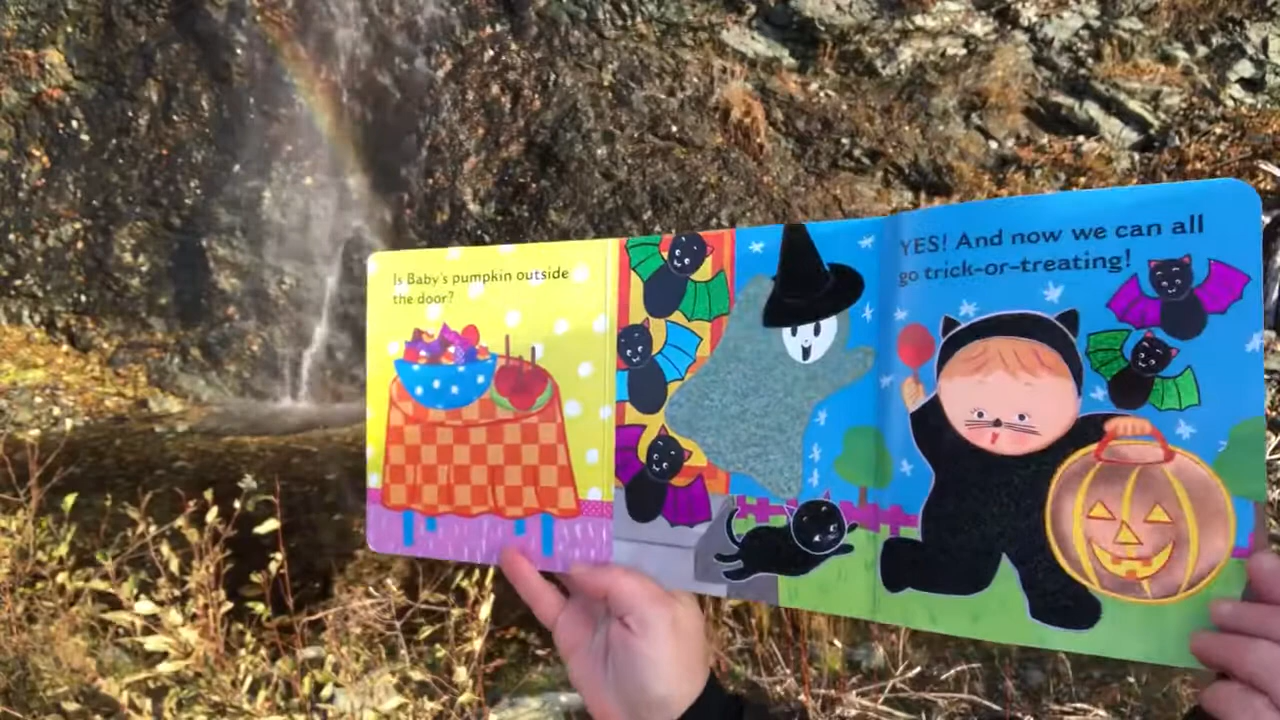 Is Baby's pumpkin outside
the door?
YES! And now we can all
go trick-or-treating!